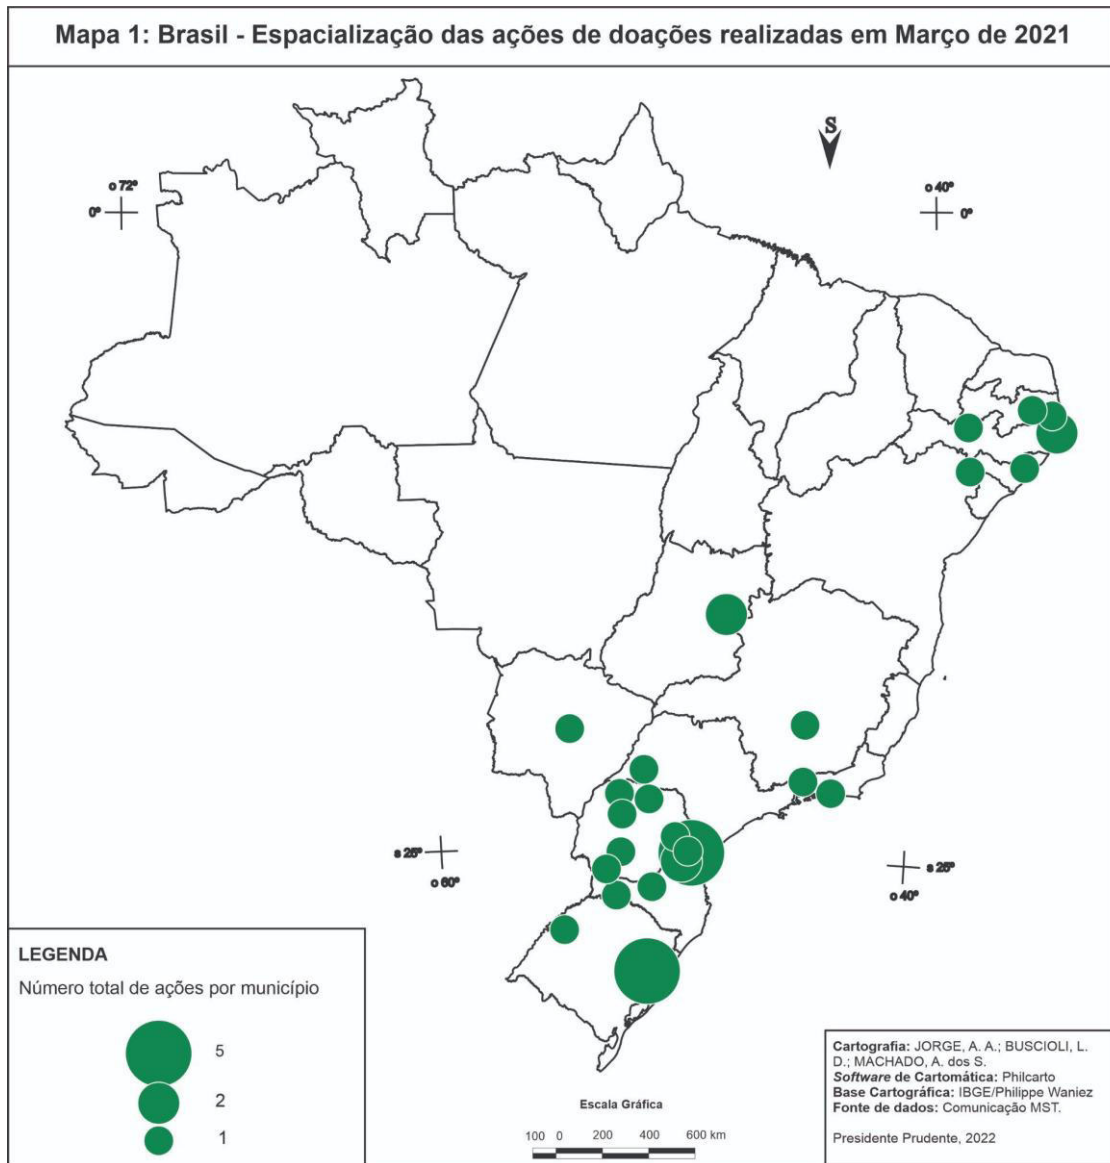 Mapa 1: Brasil - Espacialização das ações de doações realizadas em Março de 2021
S
o 72º
0º
o 40º
0º
s 25º
o 60º
s 25º
o 40º
LEGENDA
Número total de ações por município
5
2
1
Escala Gráfica
100 0 200 400 600 km
Cartografia: JORGE, A. A.; BUSCIOLI, L.
D.; MACHADO, A. dos S.
Software de Cartomática: Philcarto
Base Cartográfica: IBGE/Philippe Waniez
Fonte de dados: Comunicação MST.
Presidente Prudente, 2022